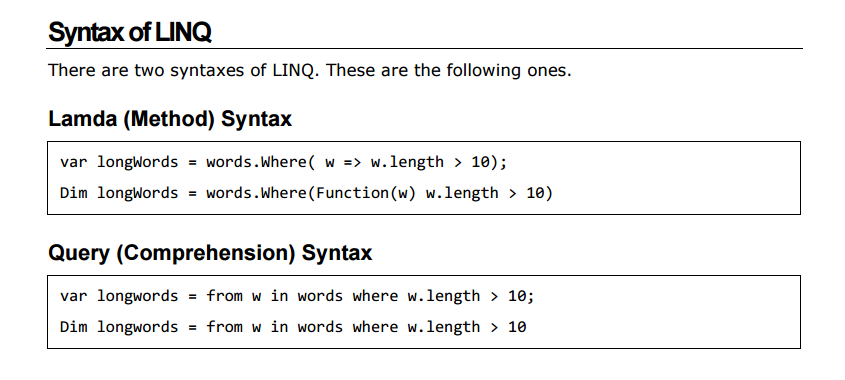 Syntax of LINQ
There are two syntaxes of LINQ. These are the following ones.
Lamda (Method) Syntax
var longWords = words.Where( w => w.length > 10);
Dim longWords = words.Where(Function(w) w.length > 10)
Query (Comprehension) Syntax
var longwords = from w in words where w.length > 10;
Dim longwords = from w in words where w.length > 10